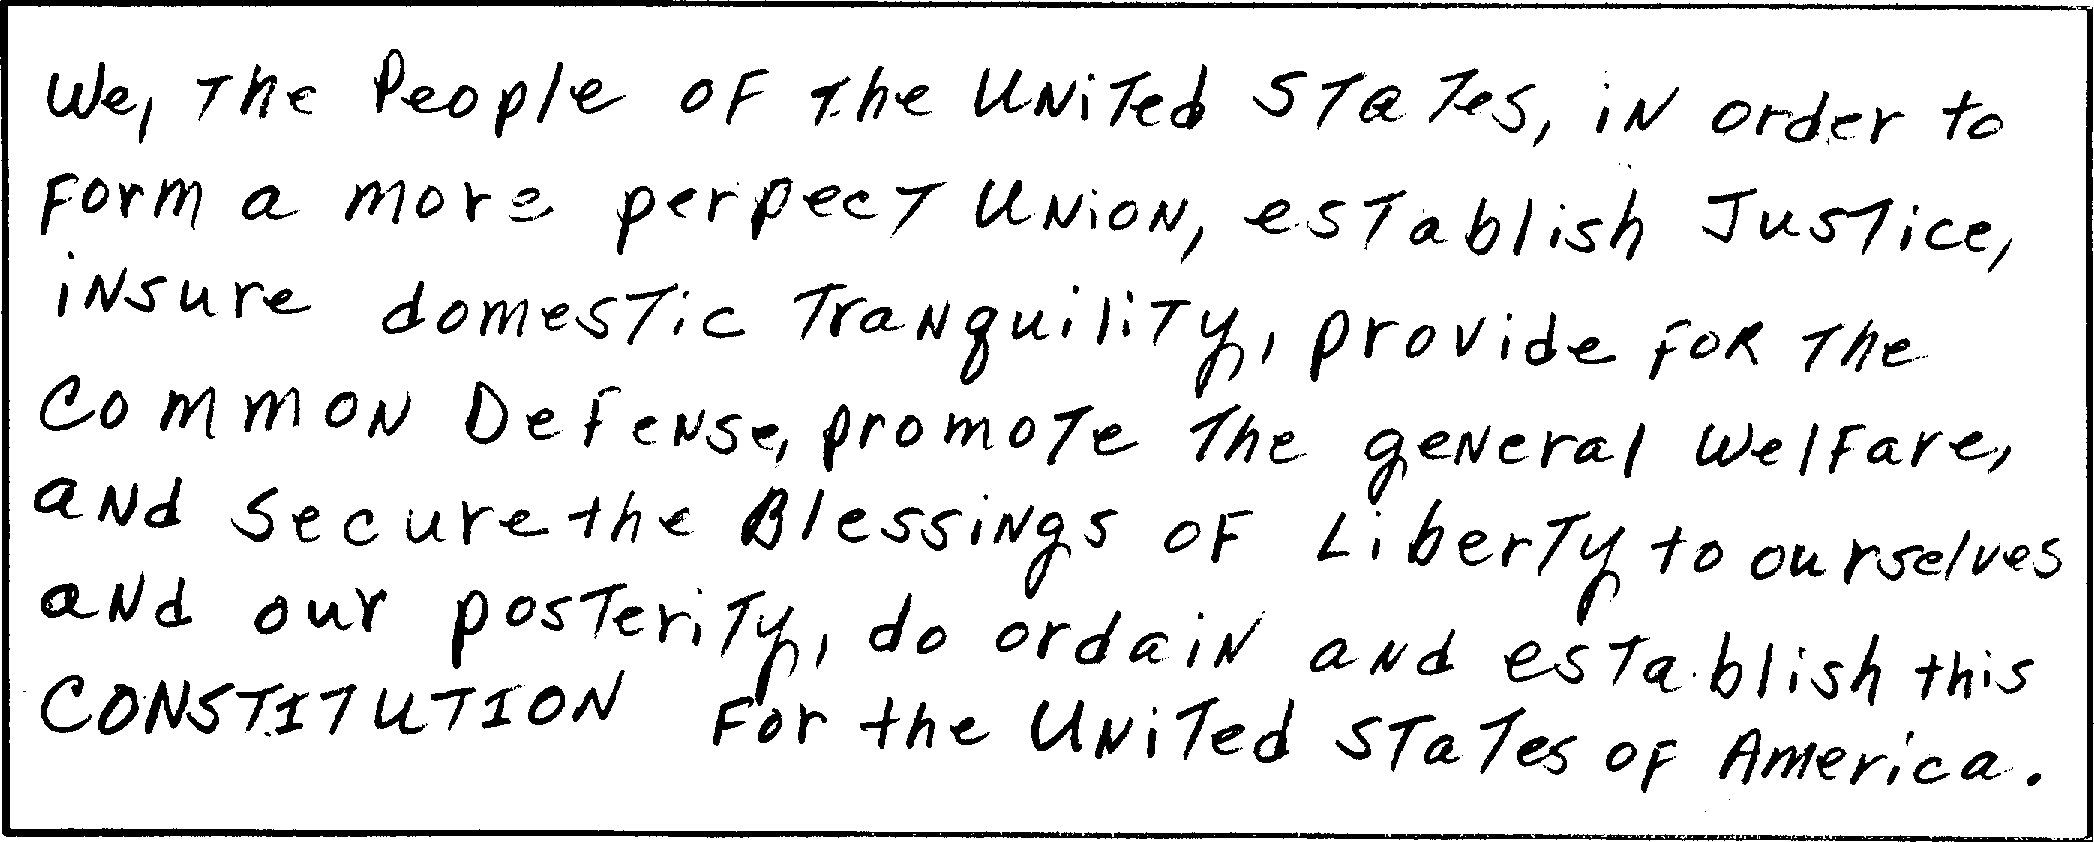 We, the People of the United States, in order to
form a more perpect Union, establish Justice,
insure domestic Tranquility, provide for the
Common Defense, promote the general Welfare,
and secure the Blessings of Liberty to ourselves
and our posterity, do ordain and establish this
CONSTITUTION for the United States of America.